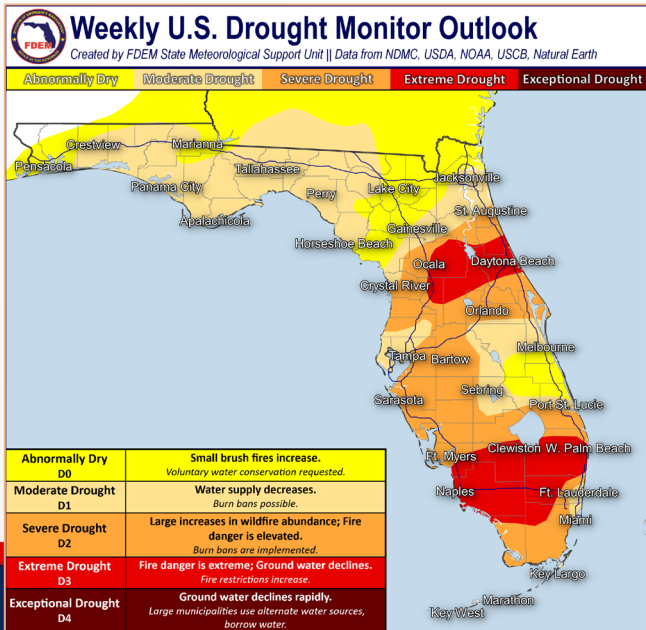 Weekly U.S. Drought Monitor Outlook
FDEM
Created by FDEM State Meteorological Support Unit || Data from NDMC, USDA, NOAA, USCB, Natural Earth
Abnormally Dry Moderate Drought Severe Drought Extreme Drought Exceptional Drought
Crestview
Marianna
Pensacola
Tallahassee
Jacksonville
Panama City
Perry
Lake City
Apalachicola
St. Augustine
Gainesville
Horseshoe Beach
Ocala
Daytona Beach
Crystal River
Orlando
Melbourne
Tampa
Bartow
Sebring
Sarasota
Port St. Lucie
Clewiston
W. Palm Beach
Ft. Myers
Naples
Ft. Lauderdale
Miami
Key Largo
Marathon
Key West
Abnormally Dry
D0
Small brush fires increase.
Voluntary water conservation requested.
Moderate Drought
D1
Water supply decreases.
Burn bans possible.
Severe Drought
D2
Large increases in wildfire abundance; Fire
danger is elevated.
Burn bans are implemented.
Extreme Drought
D3
Fire danger is extreme; Ground water declines.
Fire restrictions increase.
Exceptional Drought
D4
Ground water declines rapidly.
Large municipalities use alternate water sources,
borrow water.